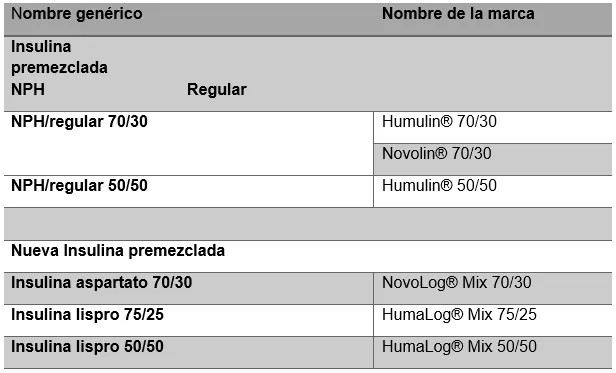 Nombre genérico Nombre de la marca
Insulina
premezclada
NPH Regular
NPH/regular 70/30 Humulin® 70/30
Novolin® 70/30
NPH/regular 50/50 Humulin® 50/50
Nueva Insulina premezclada
Insulina aspartato 70/30 NovoLog® Mix 70/30
Insulina lispro 75/25 HumaLog® Mix 75/25
Insulina lispro 50/50 HumaLog® Mix 50/50